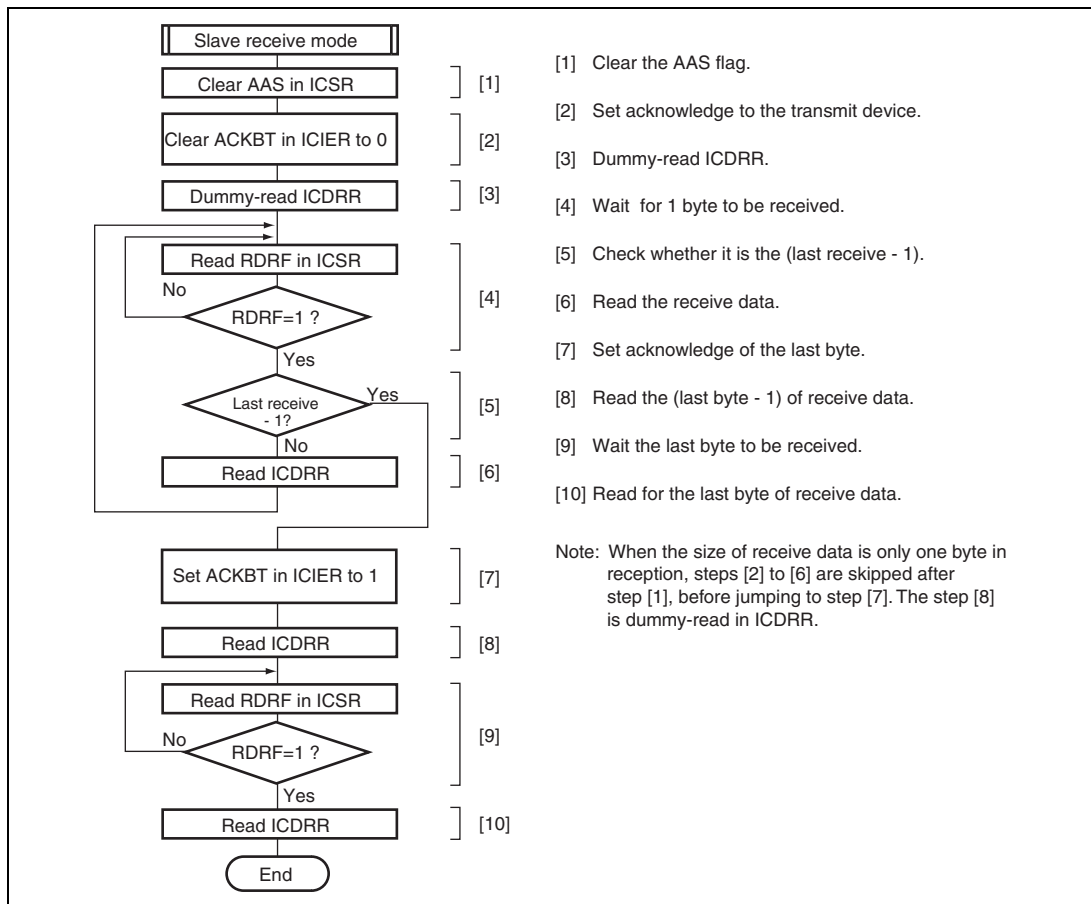 Slave receive mode
Clear AAS in ICSR
[1]
Clear ACKBT in ICIER to 0
[2]
Dummy-read ICDRR
[3]
Read RDRF in ICSR
No
[4]
RDRF=1 ?
Yes
Yes
Last receive
- 1?
[5]
No
Read ICDRR
[6]
Set ACKBT in ICIER to 1
[7]
Read ICDRR
[8]
Read RDRF in ICSR
No
[9]
RDRF=1 ?
Yes
Read ICDRR
[10]
End
[1] Clear the AAS flag.
[2] Set acknowledge to the transmit device.
[3] Dummy-read ICDRR.
[4] Wait for 1 byte to be received.
[5] Check whether it is the (last receive - 1).
[6] Read the receive data.
[7] Set acknowledge of the last byte.
[8] Read the (last byte - 1) of receive data.
[9] Wait the last byte to be received.
[10] Read for the last byte of receive data.
Note: When the size of receive data is only one byte in
reception, steps [2] to [6] are skipped after
step [1], before jumping to step [7]. The step [8]
is dummy-read in ICDRR.